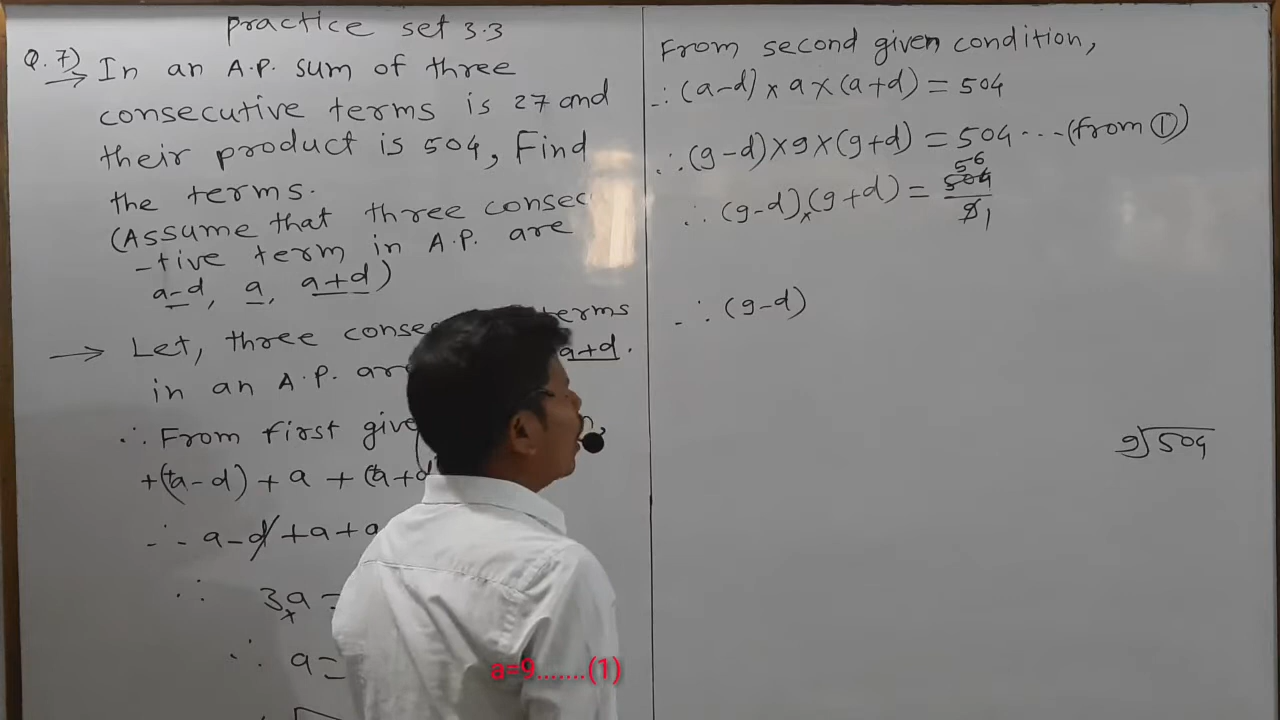 practice set 3.3
Q. 7) In an A.P. sum of three
consecutive terms is 27 and
their product is 504, Find
the terms.
(Assume that three consec
-tive term in A.P. are
a-d, a, a+d)
→ Let, three terms
in an A.P. a+d.
∴ From first
+(a-d) + a +
∴ a-d+a+a
∴ 3a =
∴ a =
a=9.......(1)
From second given condition,
∴ (a-d) × a × (a+d) = 504
∴ (9-d) × 9 × (9+d) = 504 ---(from ①)
56
∴ (9-d) × (9+d) = 504/9 1
∴ (9-d)
9√504